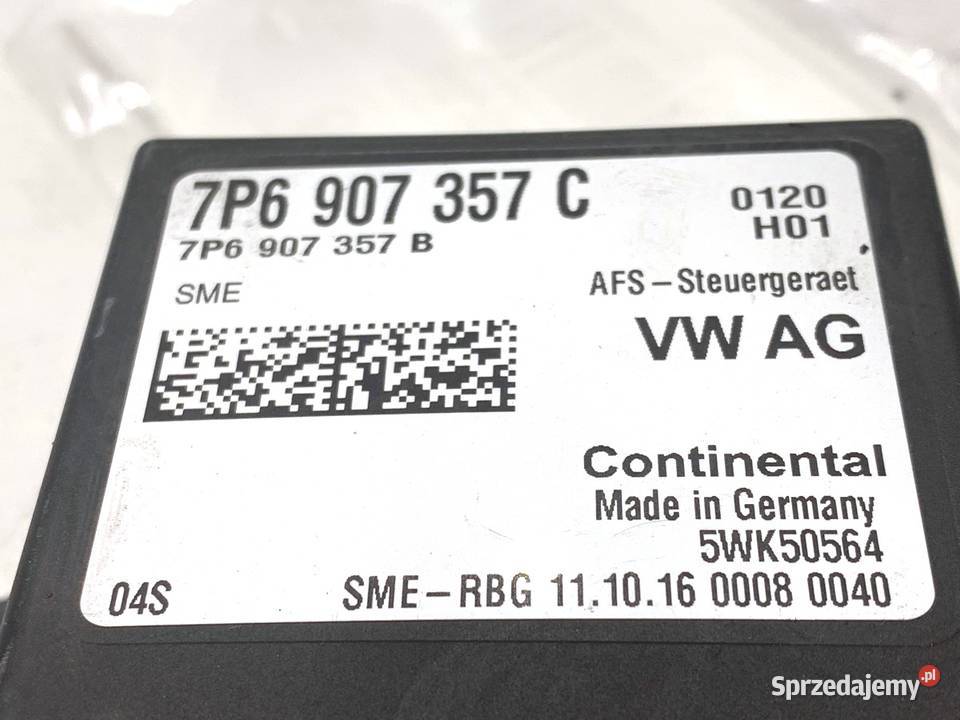 7P6 907 357 C
7P6 907 357 B
0120
H01
SME
AFS-Steuergeraet
VW AG
Continental
Made in Germany
5WK50564
04S
SME-RBG 11.10.16 0008 0040
Sprzedajemy.pl